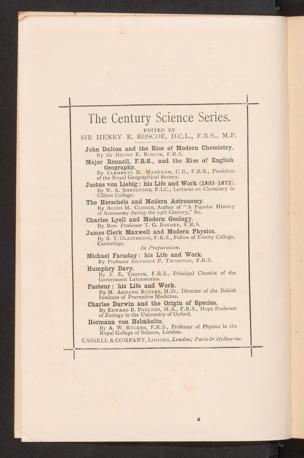 The Century Science Series.
EDITED BY
SIR HENRY E. ROSCOE, D.C.L., F.R.S., M.P.
John Dalton and the Rise of Modern Chemistry.
By Sir HENRY E. ROSCOE, F.R.S.
Major Rennell, F.R.S., and the Rise of English
Geography.
By CLEMENTS R. MARKHAM, C.B., F.R.S., President
of the Royal Geographical Society.
Justus von Liebig: his Life and Work (1803-1873).
By W. A. SHENSTONE, F.I.C., Lecturer on Chemistry in
Clifton College.
The Herschels and Modern Astronomy.
By AGNES M. CLERKE, Author of "A Popular History
of Astronomy during the 19th Century," &c.
Charles Lyell and Modern Geology.
By Rev. Professor T. G. BONNEY, F.R.S.
James Clerk Maxwell and Modern Physics.
By R. T. GLAZEBROOK, F.R.S., Fellow of Trinity College,
Cambridge.
In Preparation.
Michael Faraday: his Life and Work.
By Professor SILVANUS P. THOMPSON, F.R.S.
Humphry Davy.
By T. E. THORPE, F.R.S., Principal Chemist of the
Government Laboratories.
Pasteur: his Life and Work.
By M. ARMAND RUFFER, M.D., Director of the British
Institute of Preventive Medicine.
Charles Darwin and the Origin of Species.
By EDWARD B. POULTON, M.A., F.R.S., Hope Professor
of Zoology in the University of Oxford.
Hermann von Helmholtz.
By A. W. RÜCKER, F.R.S., Professor of Physics in the
Royal College of Science, London.
CASSELL & COMPANY, LIMITED, London; Paris & Melbourne.